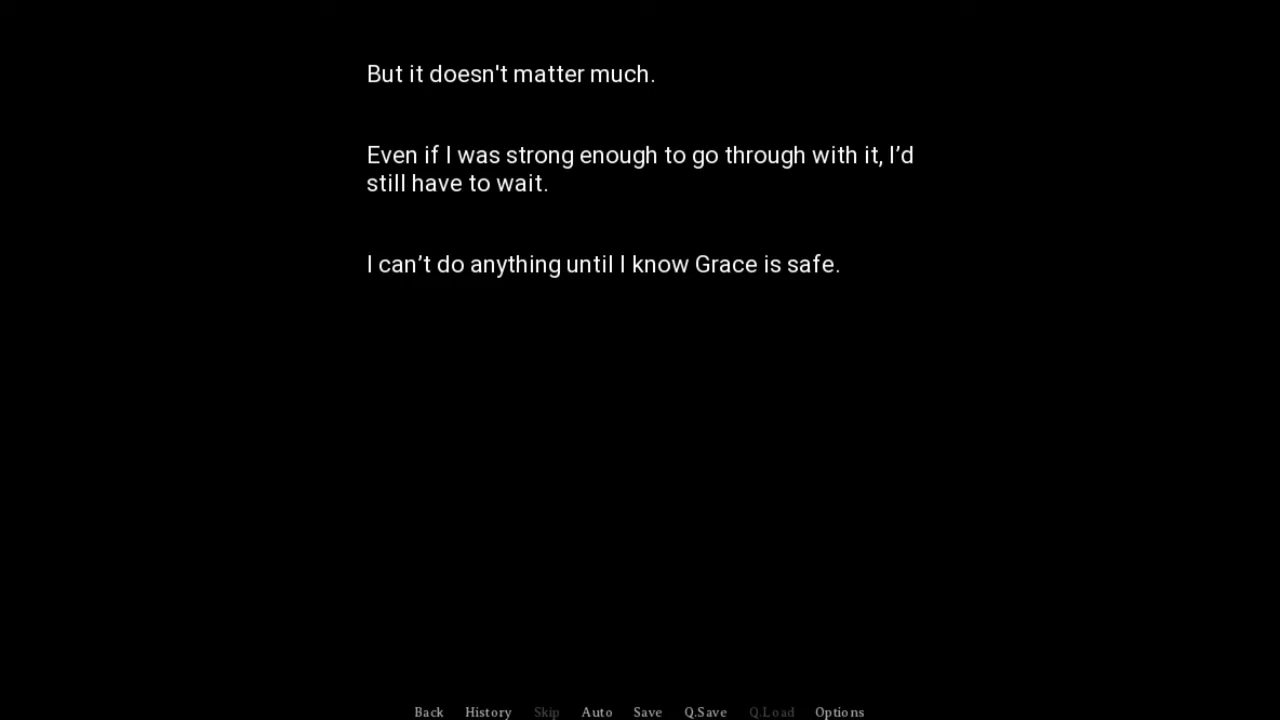 But it doesn't matter much.
Even if I was strong enough to go through with it, I’d
still have to wait.
I can’t do anything until I know Grace is safe.
Back History Skip Auto Save Q.Save Q.Load Options